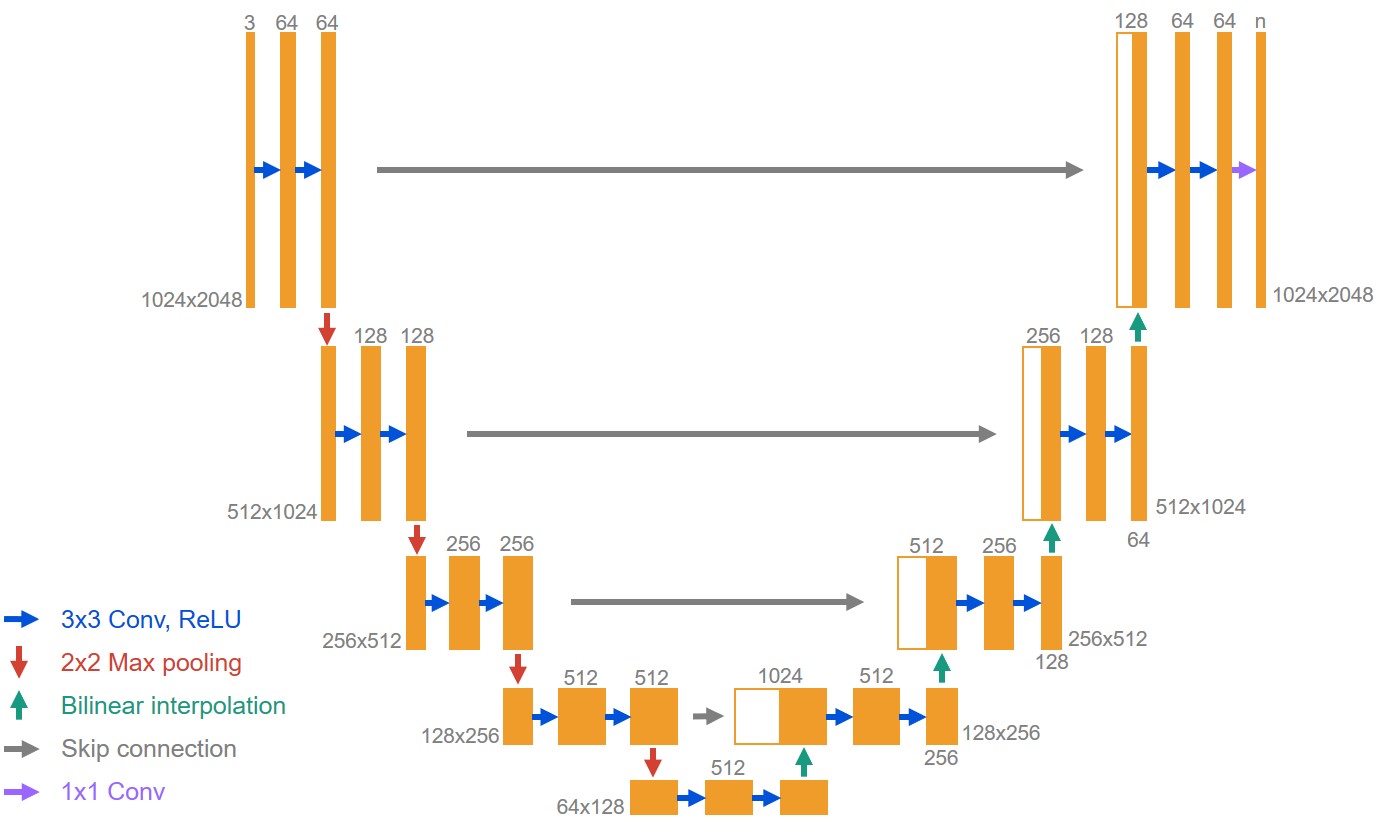 3 64 64
128 64 64 n
1024x2048
1024x2048
128 128
256 128
512x1024
512x1024
64
256 256
512 256
256x512
256x512
128
512 512
1024 512
128x256
128x256
256
512
64x128
3x3 Conv, ReLU
2x2 Max pooling
Bilinear interpolation
Skip connection
1x1 Conv